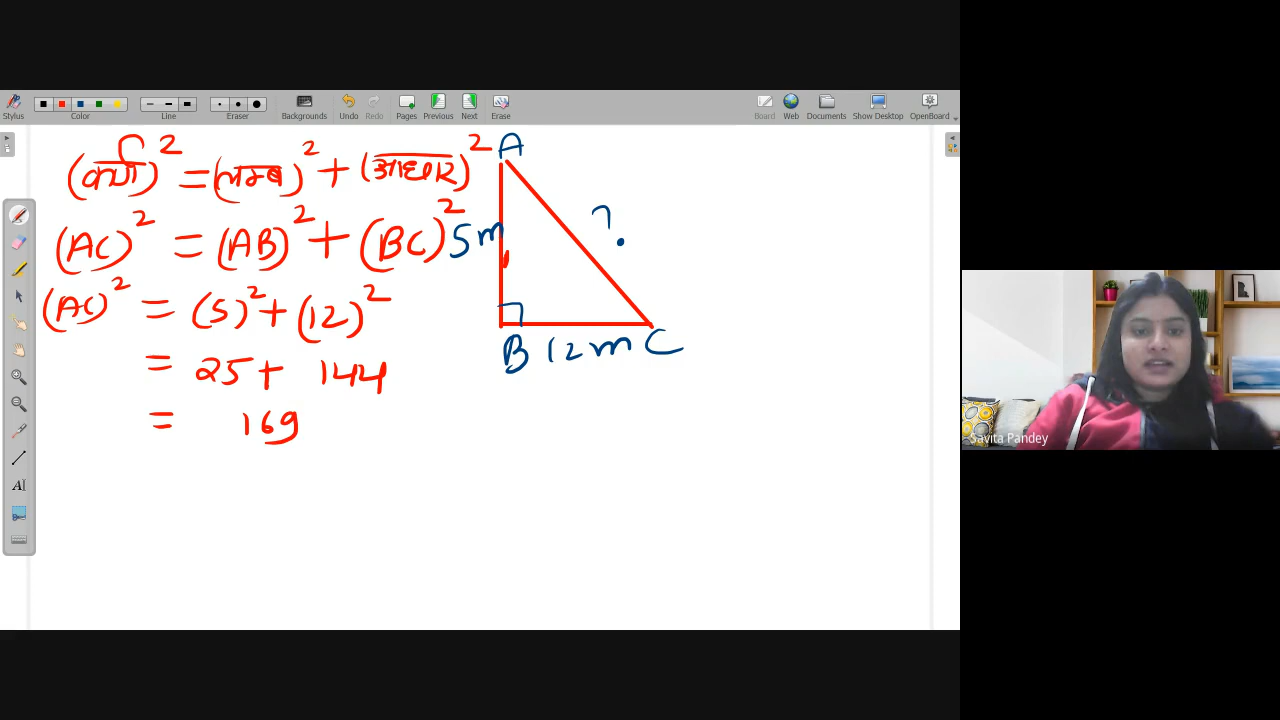 Stylus
Color
Line
Eraser
Backgrounds
Undo
Redo
Pages
Previous
Next
Erase
Board
Web
Documents
Show Desktop
OpenBoard
(कर्ण)² = (लम्ब)² + (आधार)²
(AC)² = (AB)² + (BC)²
(AC)² = (5)² + (12)²
= 25 + 144
= 169
A
5m
?
B 12m C
Savita Pandey